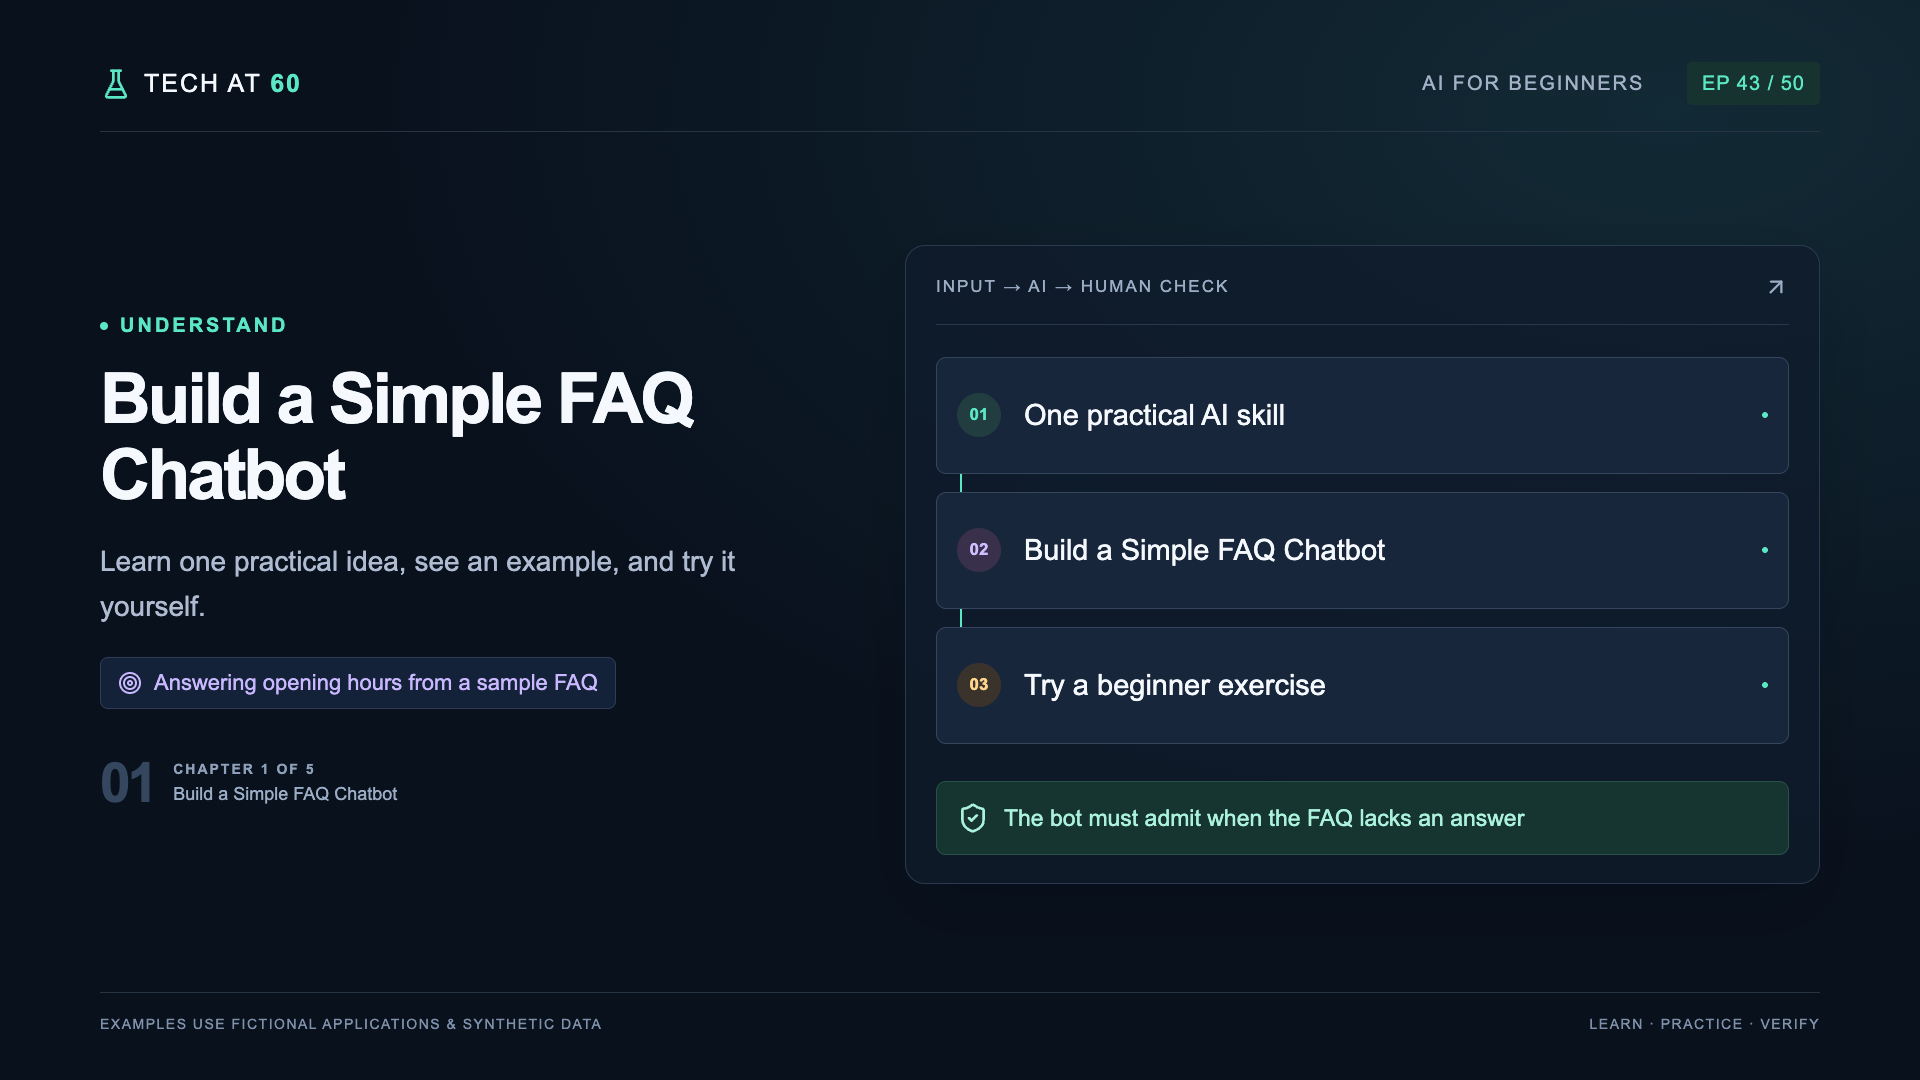 TECH AT 60
AI FOR BEGINNERS
EP 43 / 50
UNDERSTAND
Build a Simple FAQ
Chatbot
Learn one practical idea, see an example, and try it
yourself.
Answering opening hours from a sample FAQ
01
CHAPTER 1 OF 5
Build a Simple FAQ Chatbot
INPUT → AI → HUMAN CHECK
01 One practical AI skill
02 Build a Simple FAQ Chatbot
03 Try a beginner exercise
The bot must admit when the FAQ lacks an answer
EXAMPLES USE FICTIONAL APPLICATIONS & SYNTHETIC DATA
LEARN · PRACTICE · VERIFY